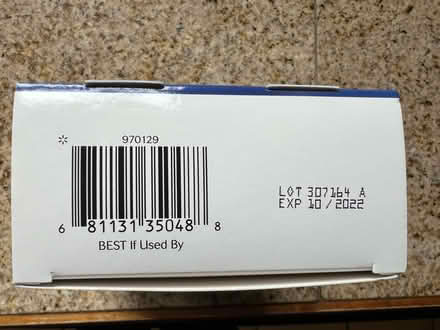 970129
6 81131 35048 8
BEST If Used By
LOT 307164 A
EXP 10/2022